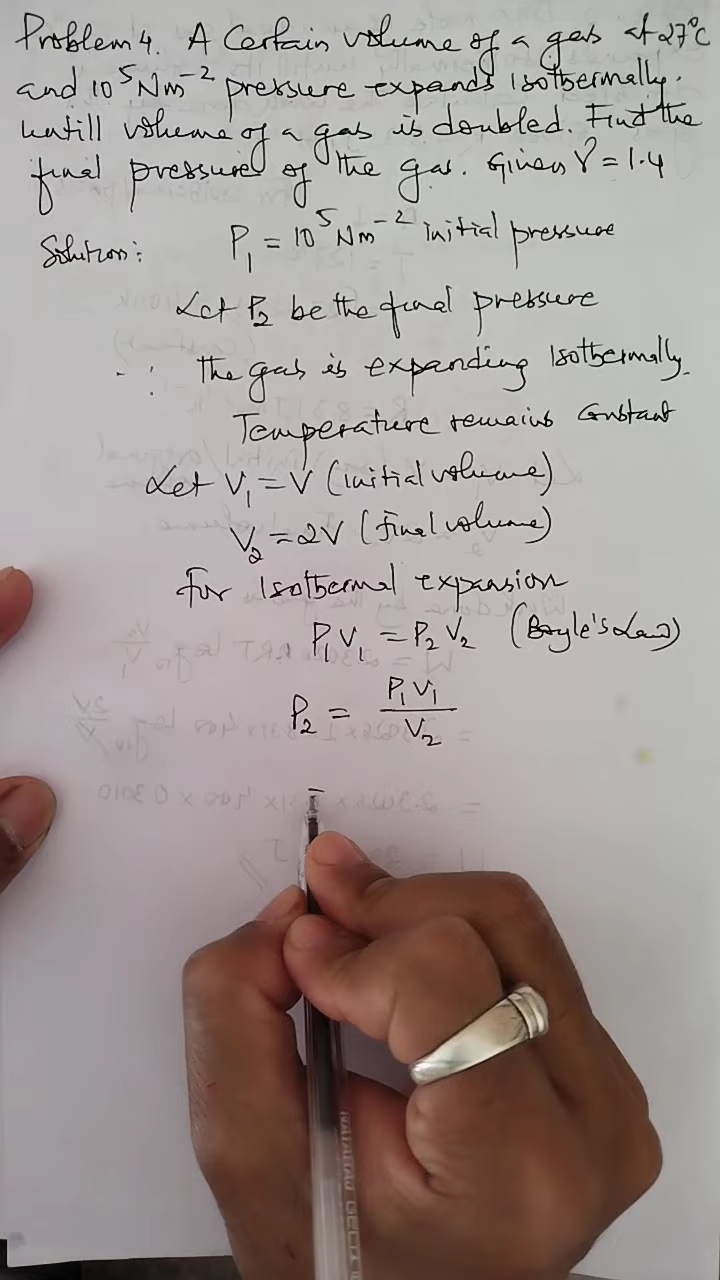 Problem 4. A Certain volume of a gas at 27°C
and 10⁵ Nm⁻² pressure expands isothermally.
untill volume of a gas is doubled. Find the
final pressure of the gas. Given γ = 1.4
Solution: P₁ = 10⁵ Nm⁻² initial pressure
Let P₂ be the final pressure
∵ the gas is expanding Isothermally.
Temperature remains Constant
Let V₁ = V (initial volume)
V₂ = 2V (final volume)
for Isothermal expansion
P₁V₁ = P₂V₂ (Boyle's Law)
P₂ = P₁V₁ / V₂